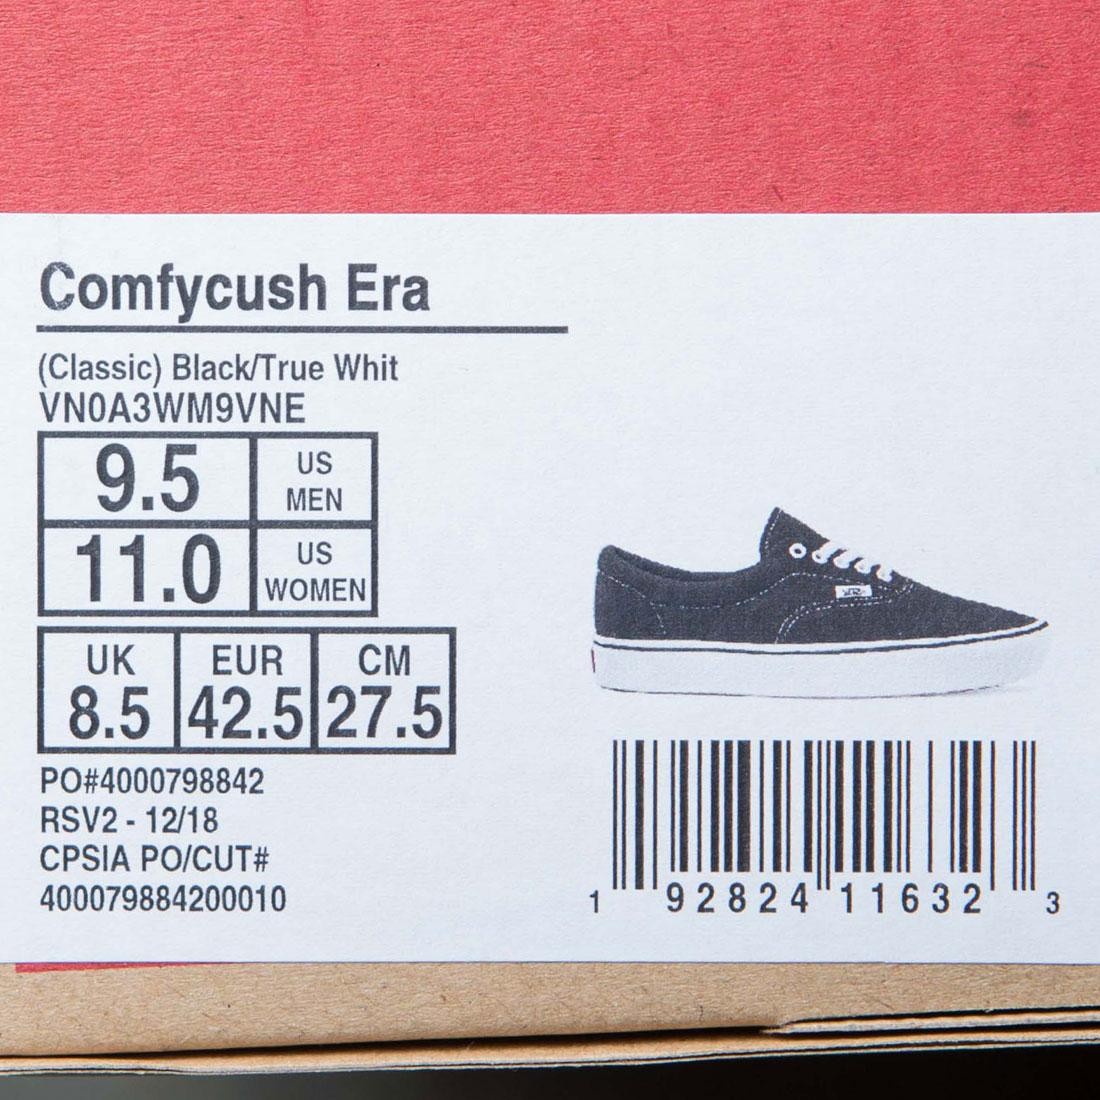 Comfycush Era
(Classic) Black/True Whit
VN0A3WM9VNE
9.5 US MEN
11.0 US WOMEN
UK EUR CM
8.5 42.5 27.5
PO#4000798842
RSV2 - 12/18
CPSIA PO/CUT#
400079884200010
1 92824 11632 3